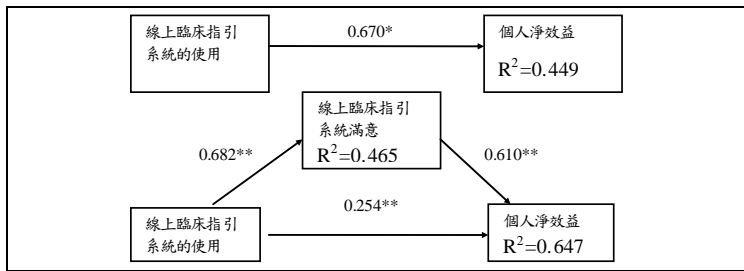 線上臨床指引
系統的使用
0.670*
個人淨效益
R²=0.449
線上臨床指引
系統滿意
R²=0.465
0.682**
0.610**
線上臨床指引
系統的使用
0.254**
個人淨效益
R²=0.647